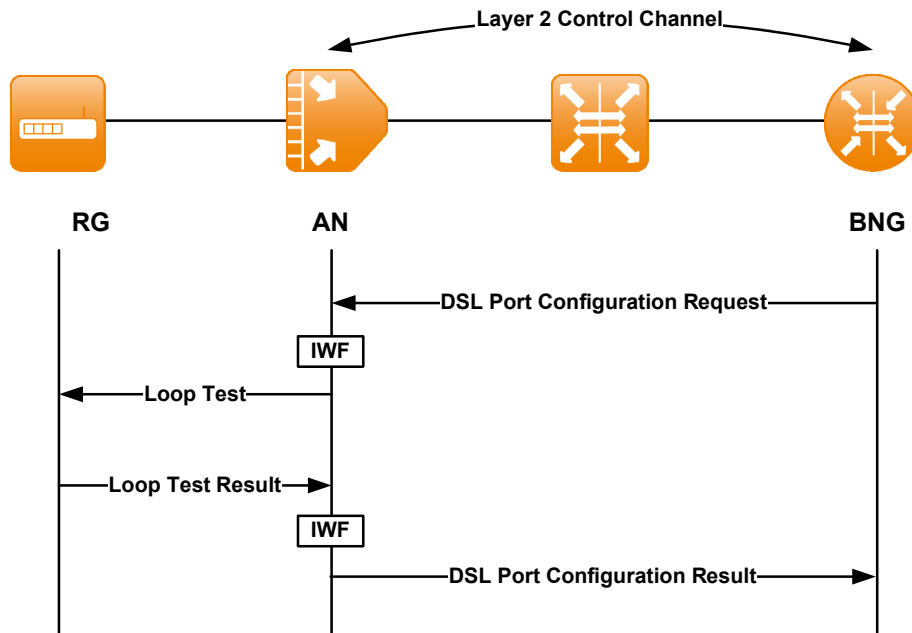 Layer 2 Control Channel
RG
AN
BNG
DSL Port Configuration Request
IWF
Loop Test
Loop Test Result
IWF
DSL Port Configuration Result